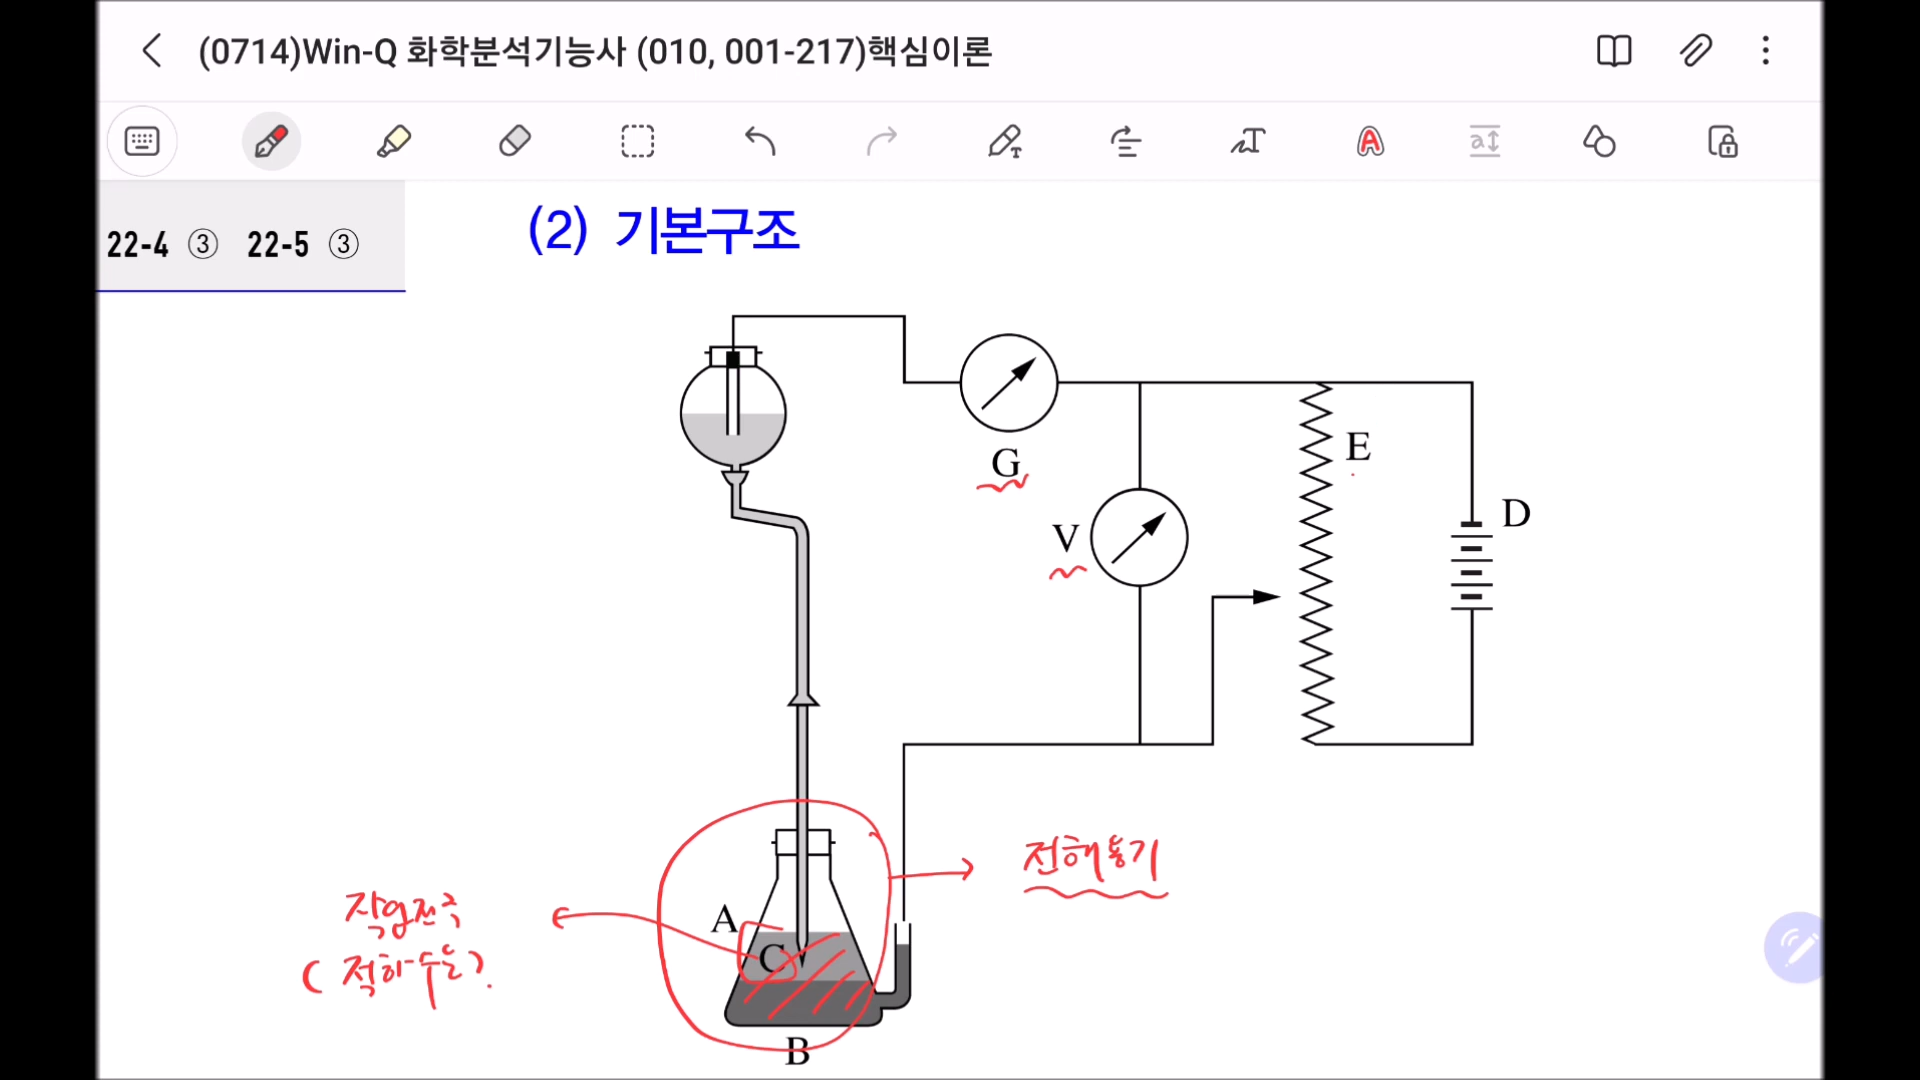 (0714)Win-Q 화학분석기능사 (010, 001-217)핵심이론
22-4 ③ 22-5 ③
(2) 기본구조
G
E
V
D
전해용기
작업전극
(적하수은)
A
C
B